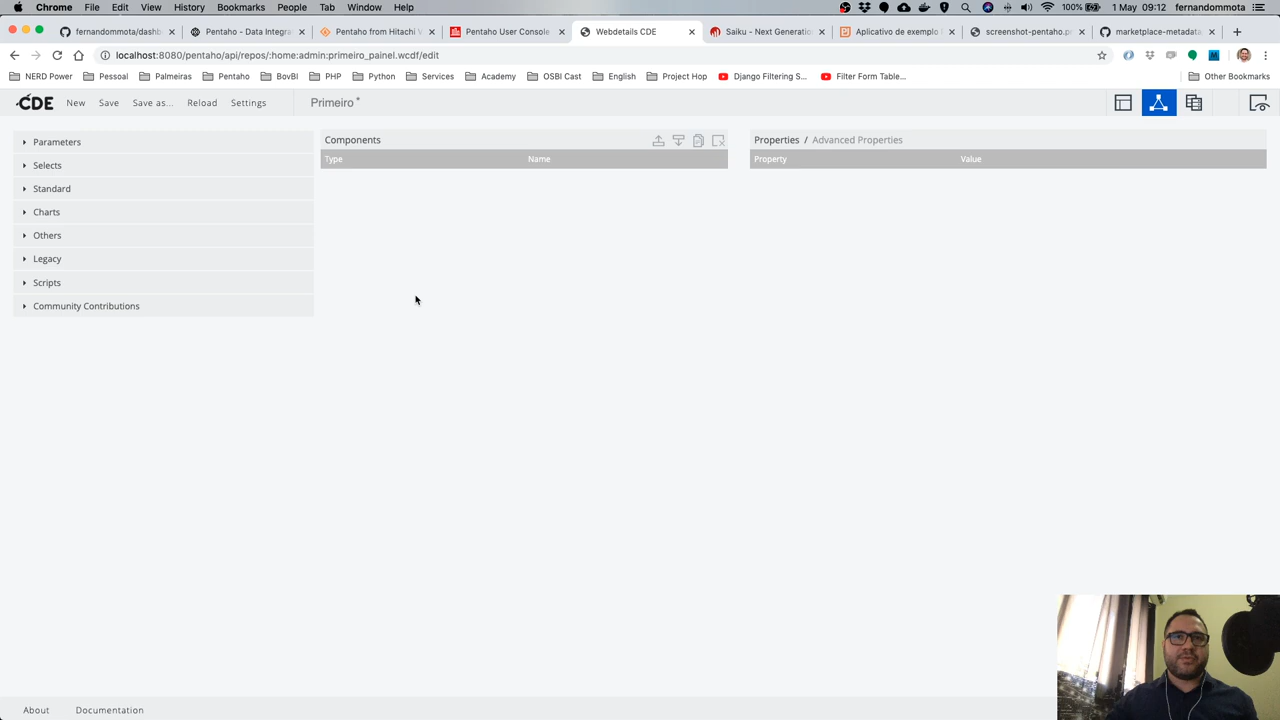 Chrome File Edit View History Bookmarks People Tab Window Help 100% 1 May 09:12 fernandommota
fernandommota/dashb Pentaho - Data Integra Pentaho from Hitachi V Pentaho User Console Webdetails CDE Saiku - Next Generatio Aplicativo de exemplo screenshot-pentaho.p marketplace-metadata
localhost:8080/pentaho/api/repos/:home:admin:primeiro_painel.wcdf/edit
NERD Power Pessoal Palmeiras Pentaho BovBI PHP Python Services Academy OSBI Cast English Project Hop Django Filtering S... Filter Form Table... Other Bookmarks
CDE New Save Save as... Reload Settings Primeiro *
Parameters
Selects
Standard
Charts
Others
Legacy
Scripts
Community Contributions
Components
Type Name
Properties / Advanced Properties
Property Value
About Documentation